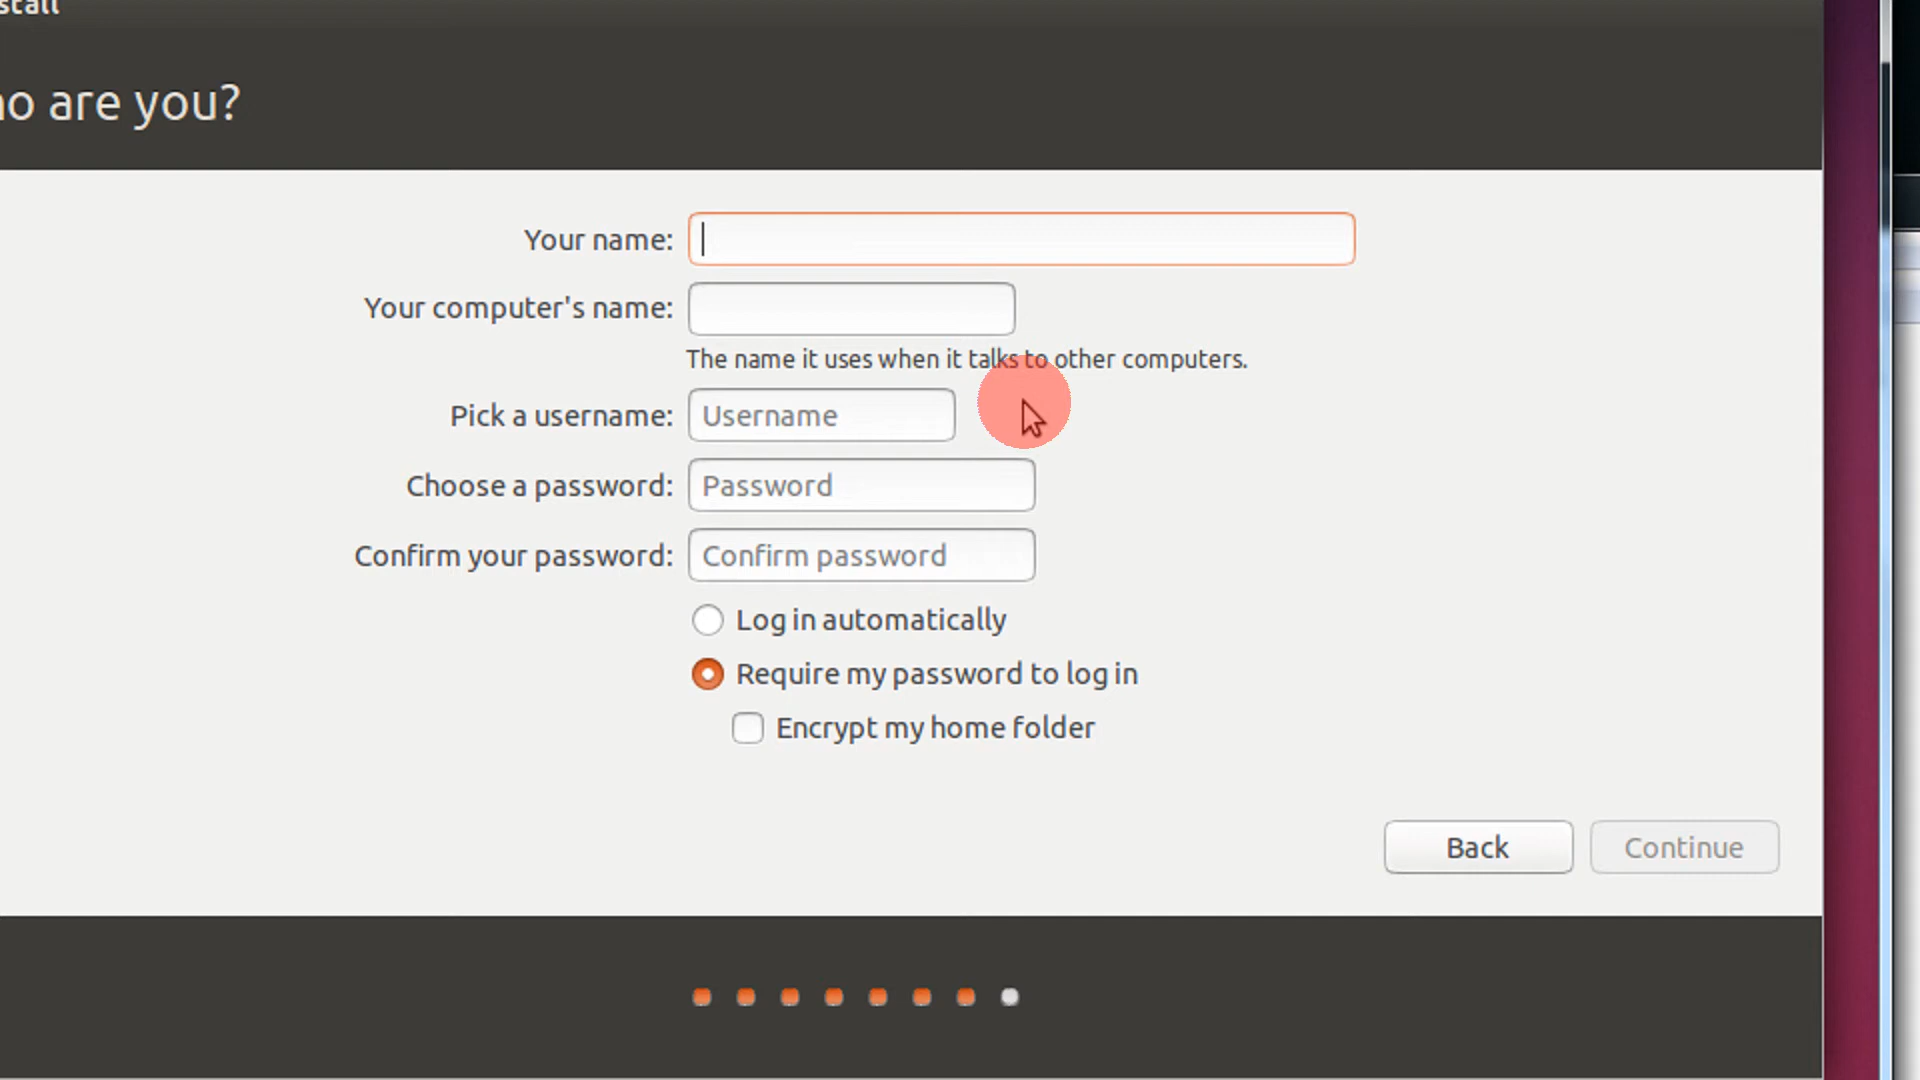 stall
ho are you?
Your name:
Your computer's name:
The name it uses when it talks to other computers.
Pick a username: Username
Choose a password: Password
Confirm your password: Confirm password
Log in automatically
Require my password to log in
Encrypt my home folder
Back Continue